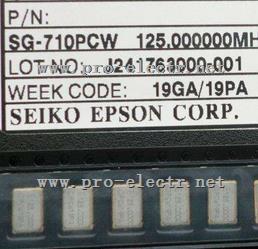 P/N:
SG-710PCW 125.000000MH
LOT NO: J241763000-001
www.pro-electr.net
WEEK CODE: 19GA/19PA
SEIKO EPSON CORP.
www.pro-electr.net